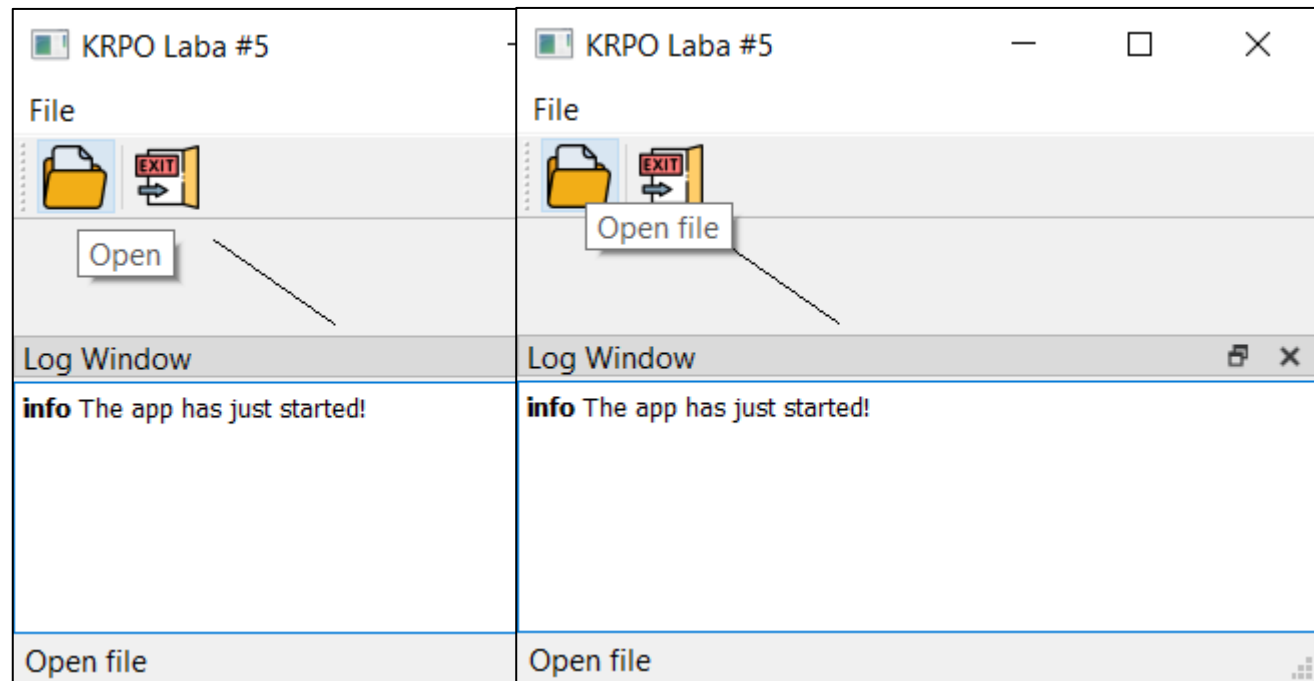 KRPO Laba #5
File
EXIT
Open
Log Window
info The app has just started!
Open file
KRPO Laba #5
File
EXIT
Open file
Log Window
info The app has just started!
Open file